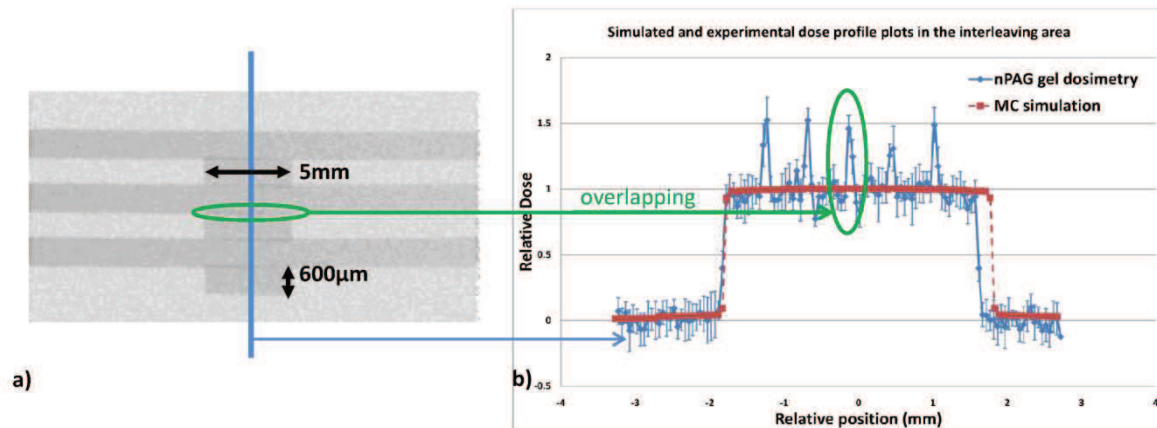 5mm
600µm
a)
overlapping
Simulated and experimental dose profile plots in the interleaving area
nPAG gel dosimetry
MC simulation
Relative Dose
2
1.5
1
0.5
0
-0.5
-4
-3
-2
-1
0
1
2
3
4
Relative position (mm)
b)